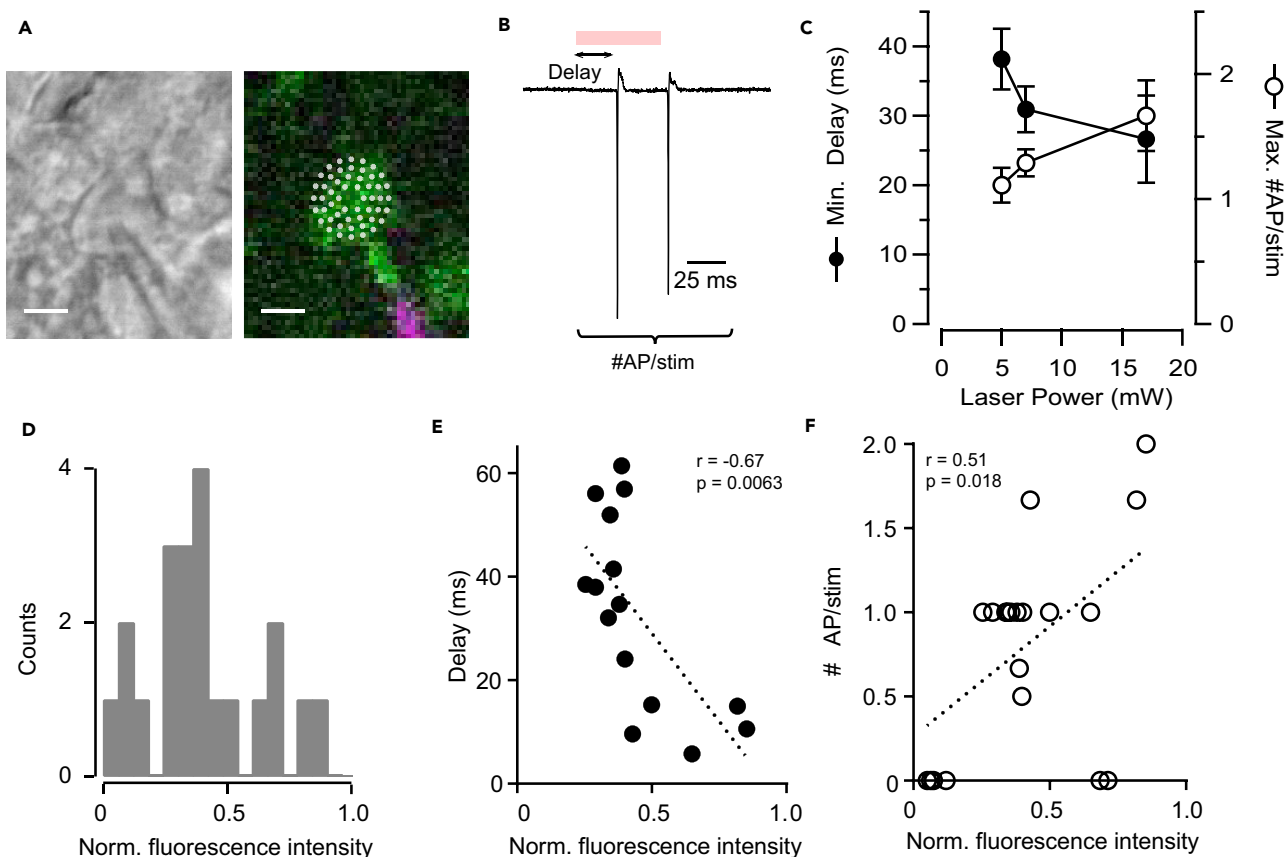 A
B
Delay
25 ms
#AP/stim
C
Min. Delay (ms)
40
30
20
10
0
2
1
0
Max. #AP/stim
0 5 10 15 20
Laser Power (mW)
D
Counts
4
2
0
0 0.5 1.0
Norm. fluorescence intensity
E
r = -0.67
p = 0.0063
Delay (ms)
60
40
20
0
0 0.5 1.0
Norm. fluorescence intensity
F
r = 0.51
p = 0.018
# AP/stim
2.0
1.5
1.0
0.5
0
0 0.5 1.0
Norm. fluorescence intensity